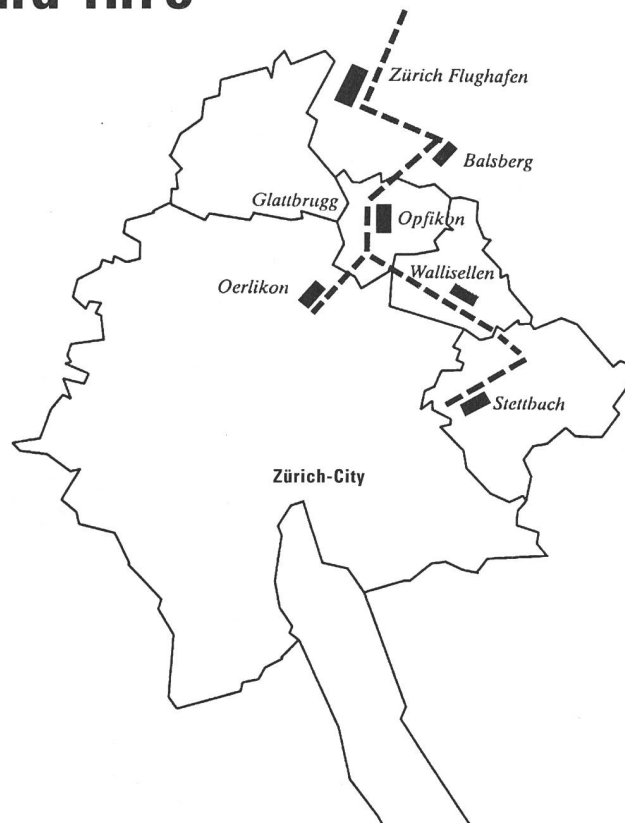 Zürich Flughafen
Balsberg
Glattbrugg
Opfikon
Wallisellen
Oerlikon
Stettbach
Zürich-City